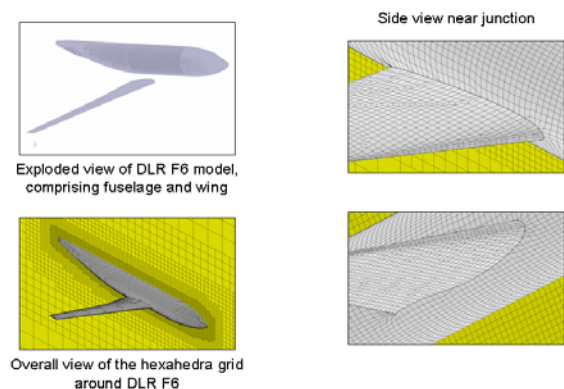 Side view near junction
Exploded view of DLR F6 model,
comprising fuselage and wing
Overall view of the hexahedra grid
around DLR F6